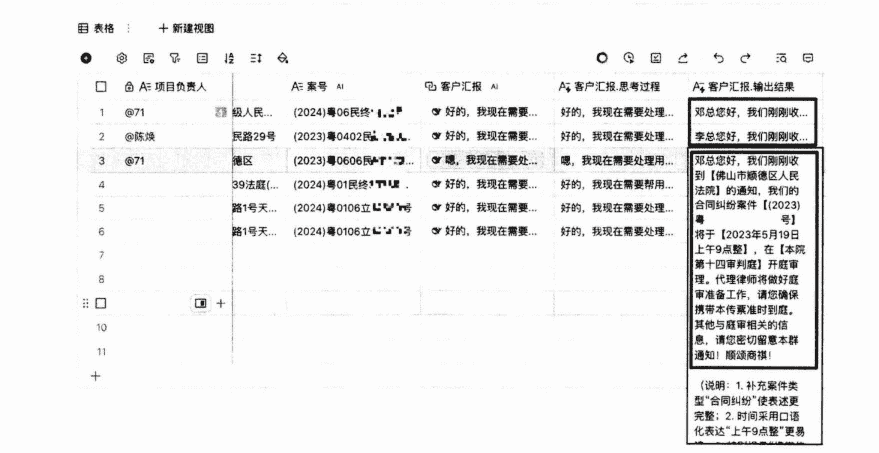 表格 ⋮ + 新建视图
项目负责人 案号 AI 客户汇报 AI 客户汇报.思考过程 客户汇报.输出结果
1 @71 级人民... (2024)粤06民终 好的，我现在需要... 好的，我现在需要处理... 邓总您好，我们刚刚收...
2 @陈焕 民路29号 (2023)粤0402民 好的，我现在需要... 好的，我现在需要处理... 李总您好，我们刚刚收...
3 @71 德区 (2023)粤0606民 嗯，我现在需要处... 嗯，我现在需要处理用... 邓总您好，我们刚刚收
到【佛山市顺德区人民
法院】的通知，我们的
合同纠纷案件【(2023)
粤 号】
将于【2023年5月19日
上午9点整】，在【本院
第十四审判庭】开庭审
理。代理律师将做好庭
审准备工作，请您确保
携带本传票准时到庭。
其他与庭审相关的信
息，请您密切留意本群
通知！顺颂商祺！
（说明：1. 补充案件类
型“合同纠纷”使表述更
完整；2. 时间采用口语
化表达“上午9点整”更易
4 39法庭(... (2024)粤01民终 好的，我现在需要... 好的，我现在需要帮用...
5 路1号天... (2024)粤0106立 号 好的，我现在需要... 好的，我现在需要处理...
6 路1号天... (2024)粤0106立 号 好的，我现在需要... 好的，我现在需要处理...
7
8
10
11